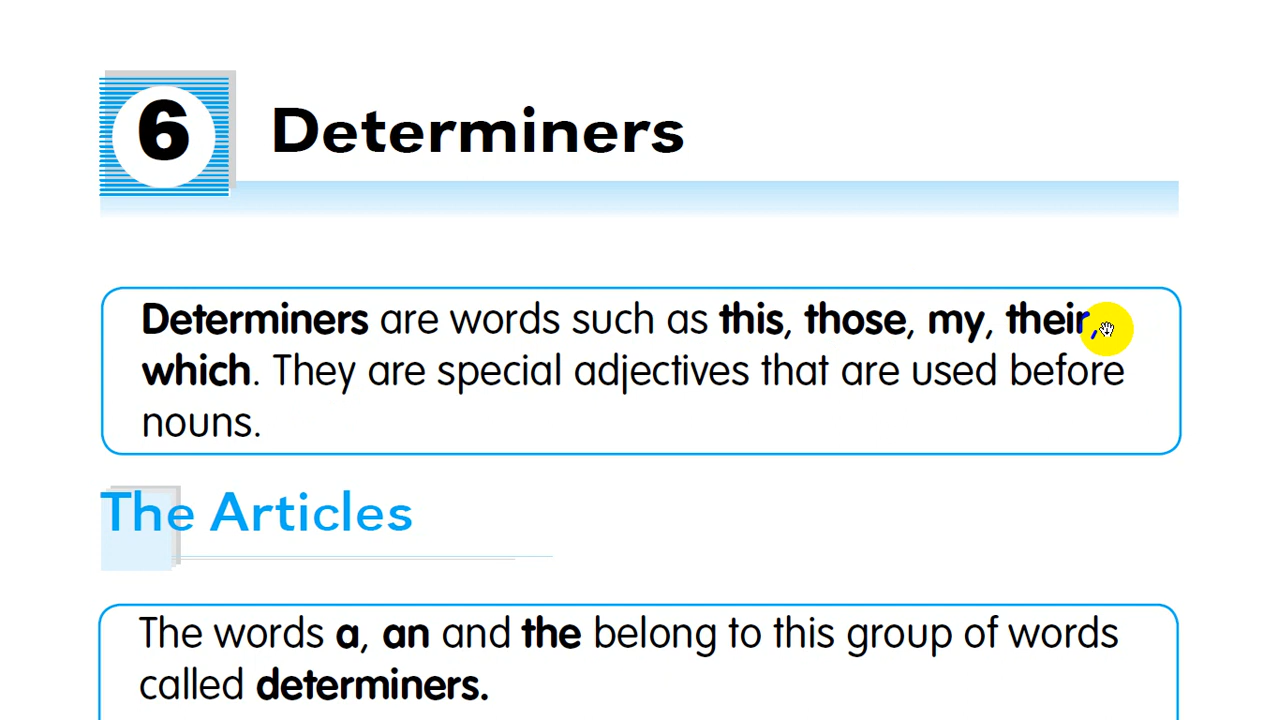 6
Determiners
Determiners are words such as this, those, my, their,
which. They are special adjectives that are used before
nouns.
The Articles
The words a, an and the belong to this group of words
called determiners.